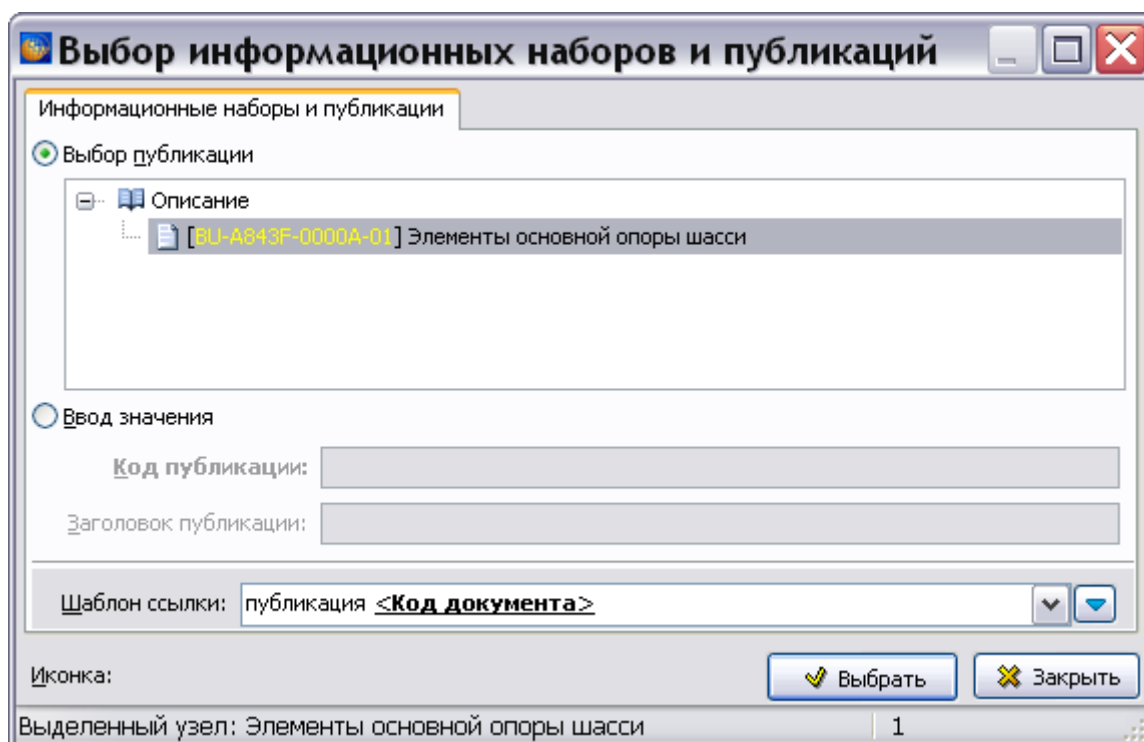 Выбор информационных наборов и публикаций
Информационные наборы и публикации
Выбор публикации
Описание
[BU-A843F-0000A-01] Элементы основной опоры шасси
Ввод значения
Код публикации:
Заголовок публикации:
Шаблон ссылки: публикация <Код документа>
Иконка: Выбрать Закрыть
Выделенный узел: Элементы основной опоры шасси 1